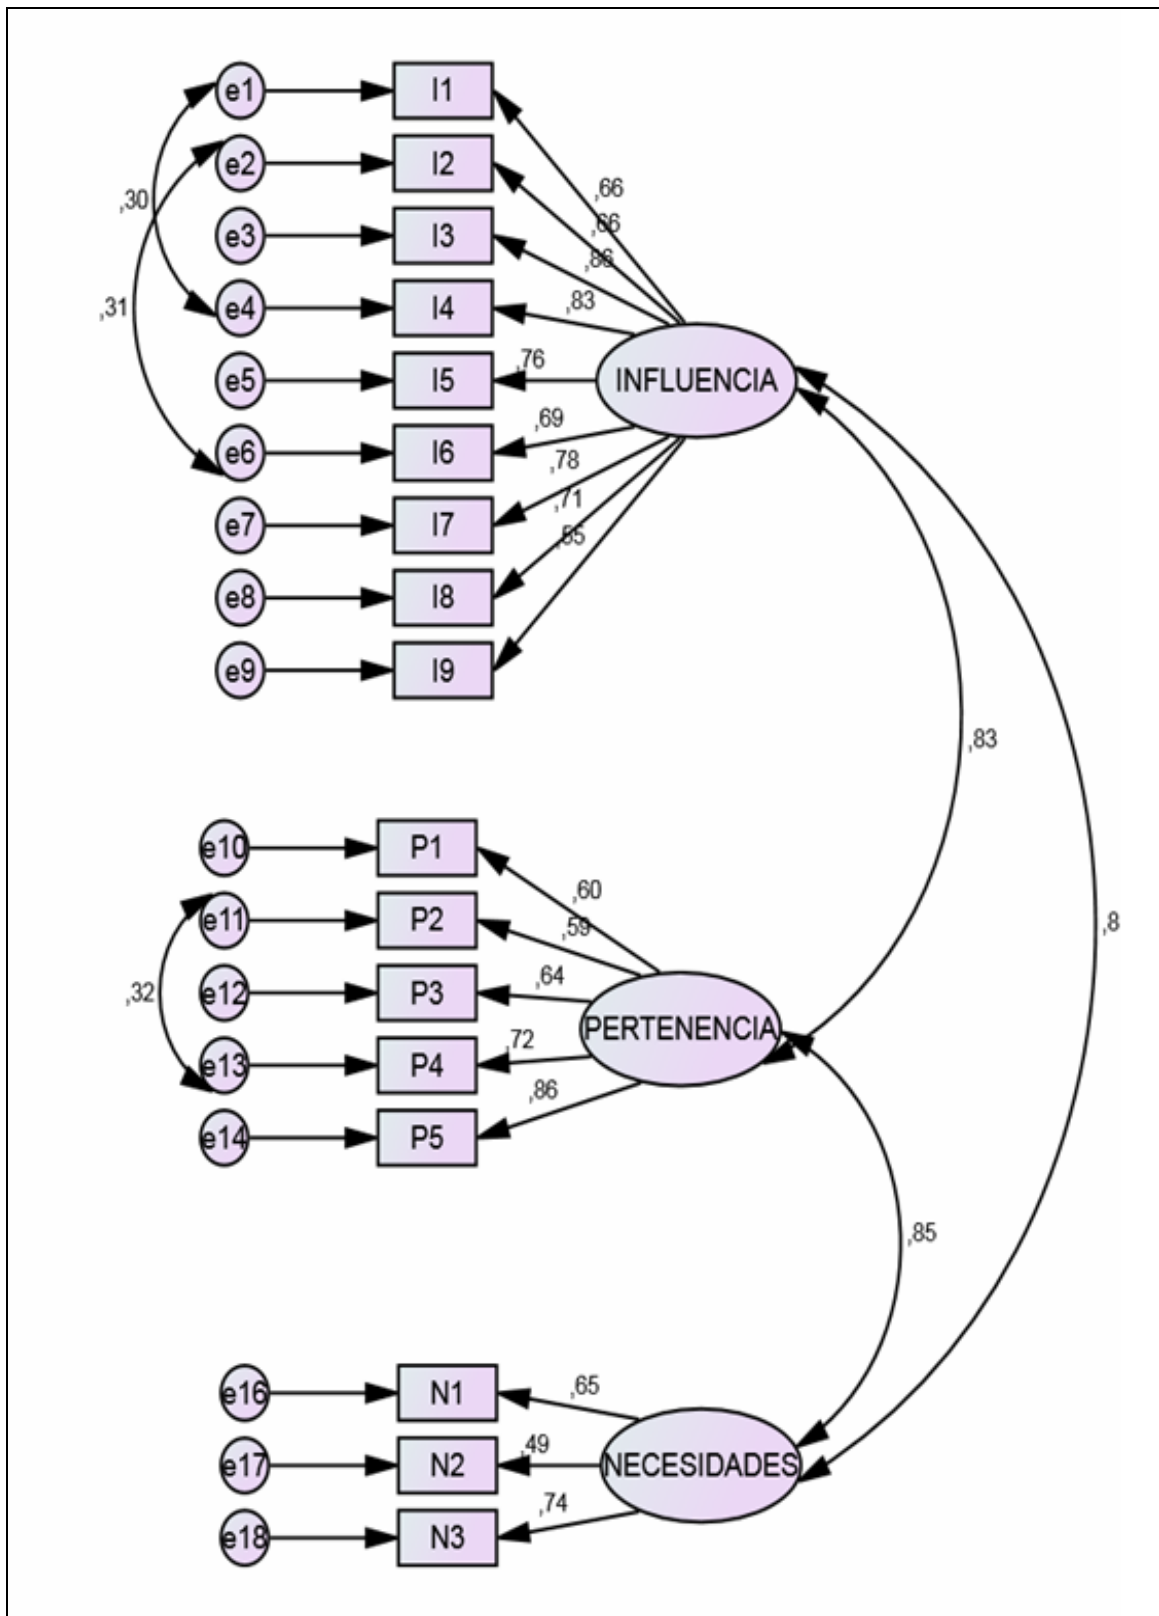 e1 I1
,66
e2 I2
,30
,66
e3 I3
,86
,31
e4 I4
,83
e5 I5
,76
INFLUENCIA
e6 I6
,69
,78
e7 I7
,71
,55
e8 I8
e9 I9
,83
e10 P1
,60
e11 P2
,59
,8
e12 P3
,64
,32
PERTENENCIA
e13 P4
,72
,86
e14 P5
,85
e16 N1
,65
e17 N2
,49
NECESIDADES
e18 N3
,74